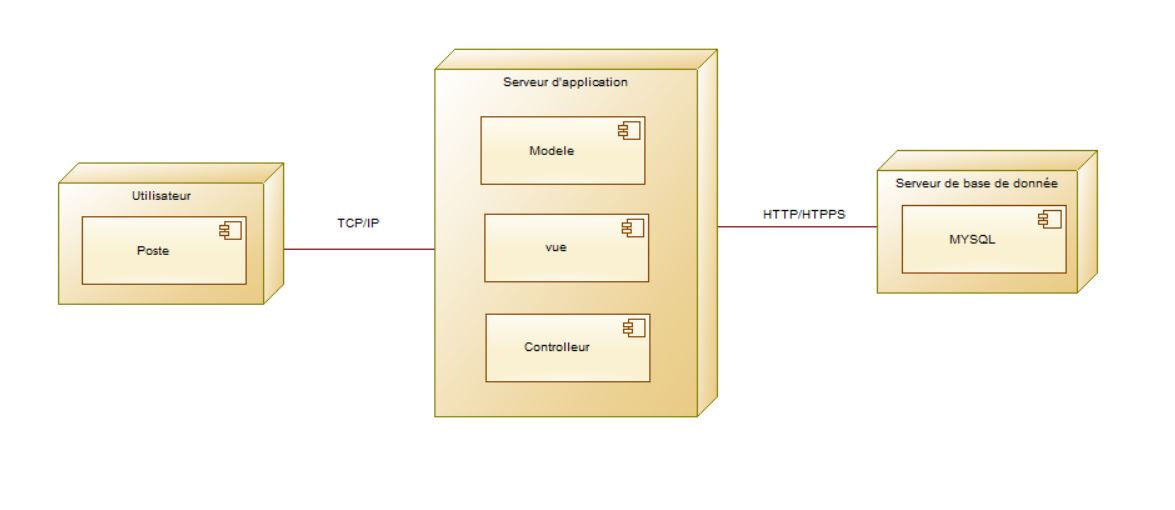 Serveur d'application
Modele
Serveur de base de donnée
Utilisateur
HTTP/HTPPS
TCP/IP
MYSQL
Poste
vue
Controlleur